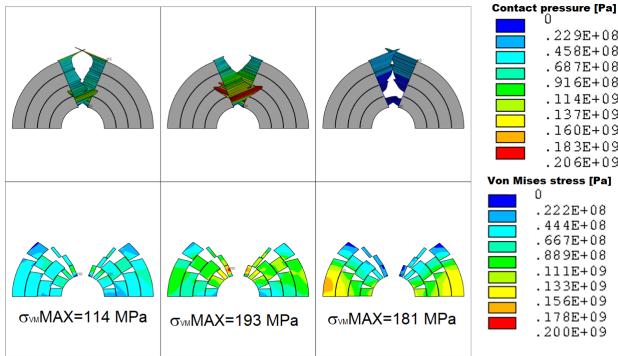 Contact pressure [Pa]
0
.229E+08
.458E+08
.687E+08
.916E+08
.114E+09
.137E+09
.160E+09
.183E+09
.206E+09
Von Mises stress [Pa]
0
.222E+08
.444E+08
.667E+08
.889E+08
.111E+09
.133E+09
.156E+09
.178E+09
.200E+09
σVMMAX=114 MPa
σVMMAX=193 MPa
σVMMAX=181 MPa